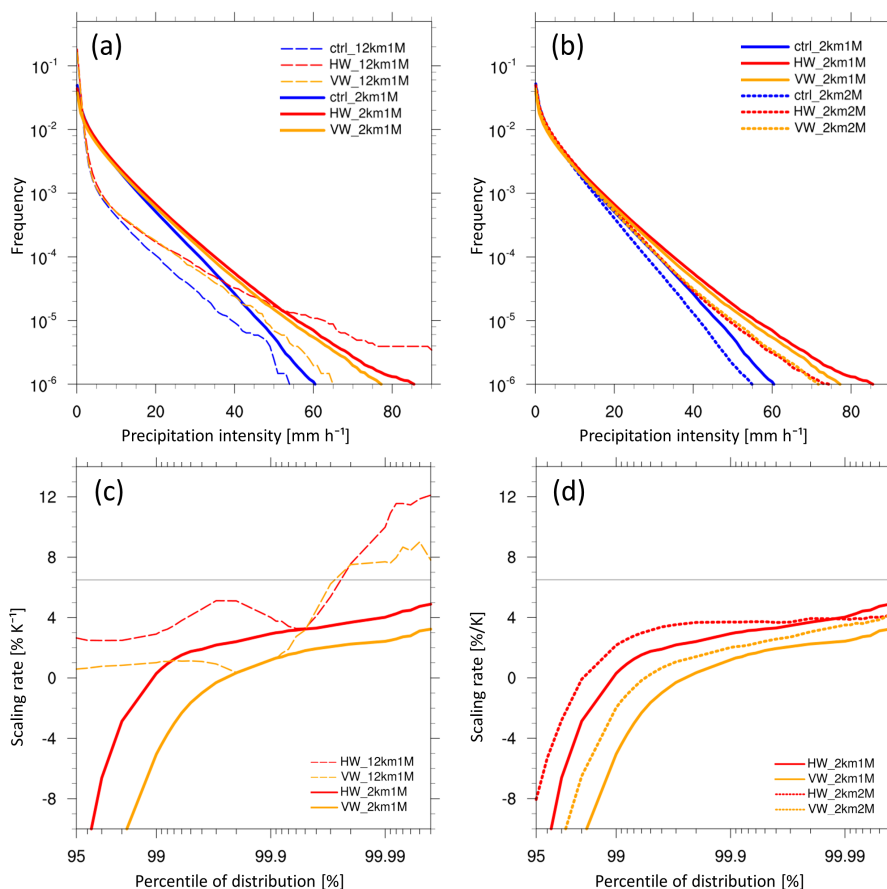 (a)
ctrl_12km1M
HW_12km1M
VW_12km1M
ctrl_2km1M
HW_2km1M
VW_2km1M
Frequency
10⁻¹
10⁻²
10⁻³
10⁻⁴
10⁻⁵
10⁻⁶
0 20 40 60 80
Precipitation intensity [mm h⁻¹]
(b)
ctrl_2km1M
HW_2km1M
VW_2km1M
ctrl_2km2M
HW_2km2M
VW_2km2M
Frequency
10⁻¹
10⁻²
10⁻³
10⁻⁴
10⁻⁵
10⁻⁶
0 20 40 60 80
Precipitation intensity [mm h⁻¹]
(c)
Scaling rate [% K⁻¹]
12
8
4
0
-4
-8
HW_12km1M
VW_12km1M
HW_2km1M
VW_2km1M
95 99 99.9 99.99
Percentile of distribution [%]
(d)
Scaling rate [%/K]
12
8
4
0
-4
-8
HW_2km1M
VW_2km1M
HW_2km2M
VW_2km2M
95 99 99.9 99.99
Percentile of distribution [%]